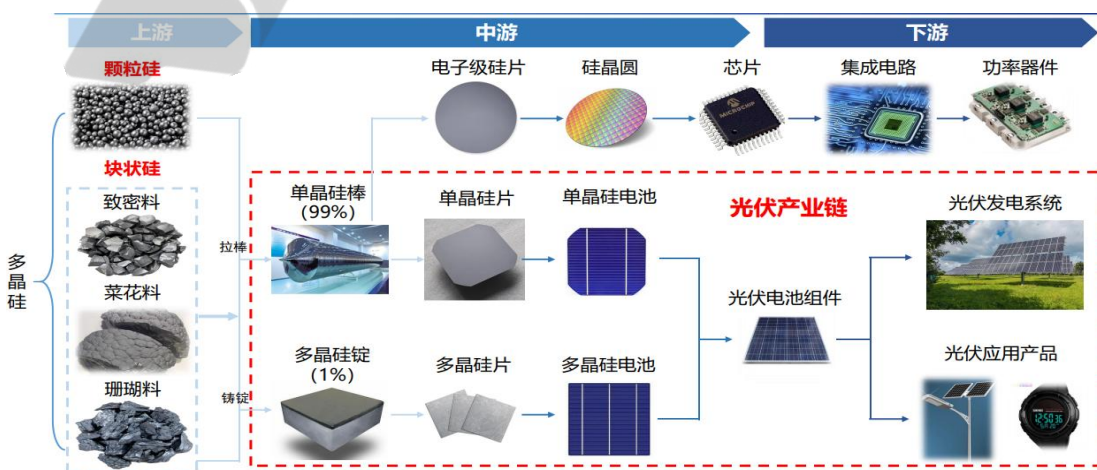 上游
中游
下游
颗粒硅
电子级硅片
硅晶圆
芯片
集成电路
功率器件
MICROCHIP
块状硅
致密料
单晶硅棒
(99%)
单晶硅片
单晶硅电池
光伏产业链
光伏发电系统
拉棒
多晶硅
菜花料
光伏电池组件
珊瑚料
多晶硅锭
(1%)
多晶硅片
多晶硅电池
光伏应用产品
铸锭
12:50:36